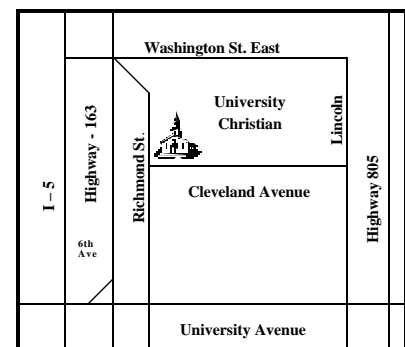 Washington St. East
University
Christian
Lincoln
Highway - 163
Richmond St.
I – 5
Cleveland Avenue
Highway 805
6th
Ave
University Avenue